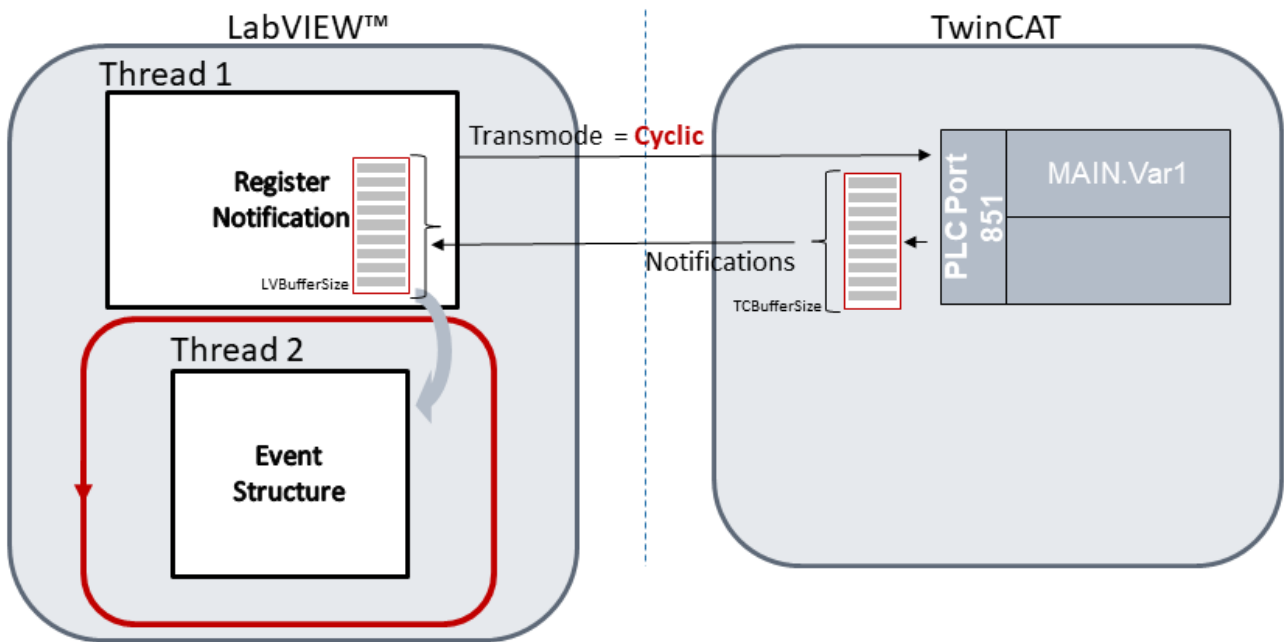 LabVIEW™
TwinCAT
Thread 1
Transmode = Cyclic
Register
Notification
LVBufferSize
Notifications
TCBufferSize
PLC Port
851
MAIN.Var1
Thread 2
Event
Structure